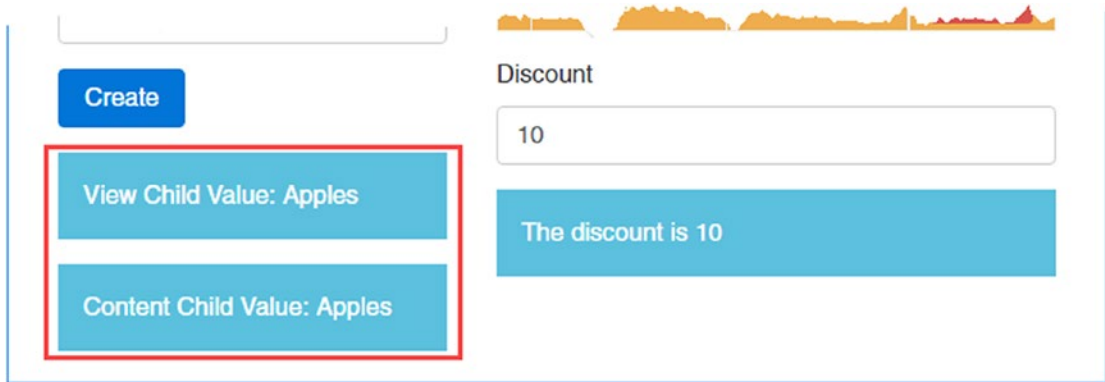 Create
View Child Value: Apples
Content Child Value: Apples
Discount
10
The discount is 10